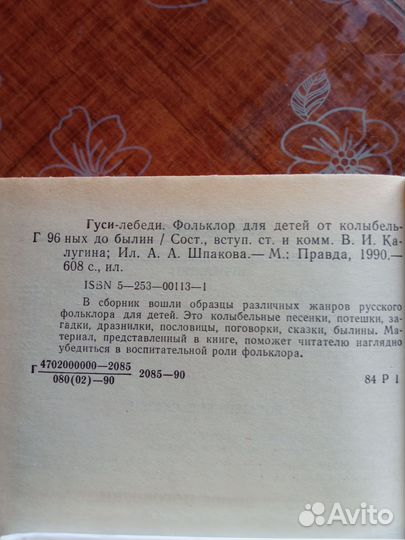 Гуси-лебеди. Фольклор для детей от колыбель-
Г 96 ных до былин / Сост., вступ. ст. и комм. В. И. Ка-
лугина; Ил. А. А. Шпакова.— М.: Правда, 1990.—
608 с., ил.
ISBN 5—253—00113—1
В сборник вошли образцы различных жанров русского
фольклора для детей. Это колыбельные песенки, потешки, за-
гадки, дразнилки, пословицы, поговорки, сказки, былины. Ма-
териал, представленный в книге, поможет читателю наглядно
убедиться в воспитательной роли фольклора.
Г 4702000000—2085
080(02)—90 2085—90 84 Р 1
Avito